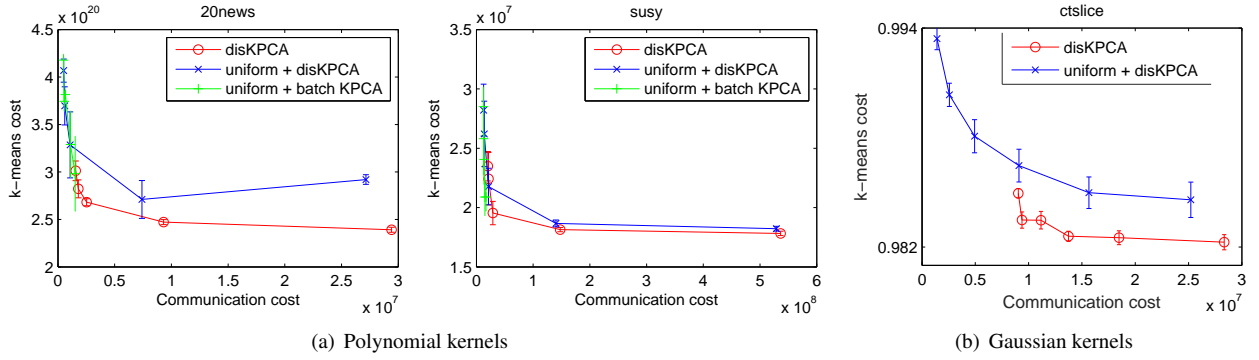 20news
x 10^20
4.5
4
3.5
3
2.5
2
k−means cost
disKPCA
uniform + disKPCA
uniform + batch KPCA
0 0.5 1 1.5 2 2.5 3
Communication cost
x 10^7
susy
x 10^7
3.5
3
2.5
2
1.5
k−means cost
disKPCA
uniform + disKPCA
uniform + batch KPCA
0 1 2 3 4 5 6
Communication cost
x 10^8
(a) Polynomial kernels
ctslice
0.994
0.982
k−means cost
disKPCA
uniform + disKPCA
0 0.5 1 1.5 2 2.5 3
Communication cost
x 10^7
(b) Gaussian kernels